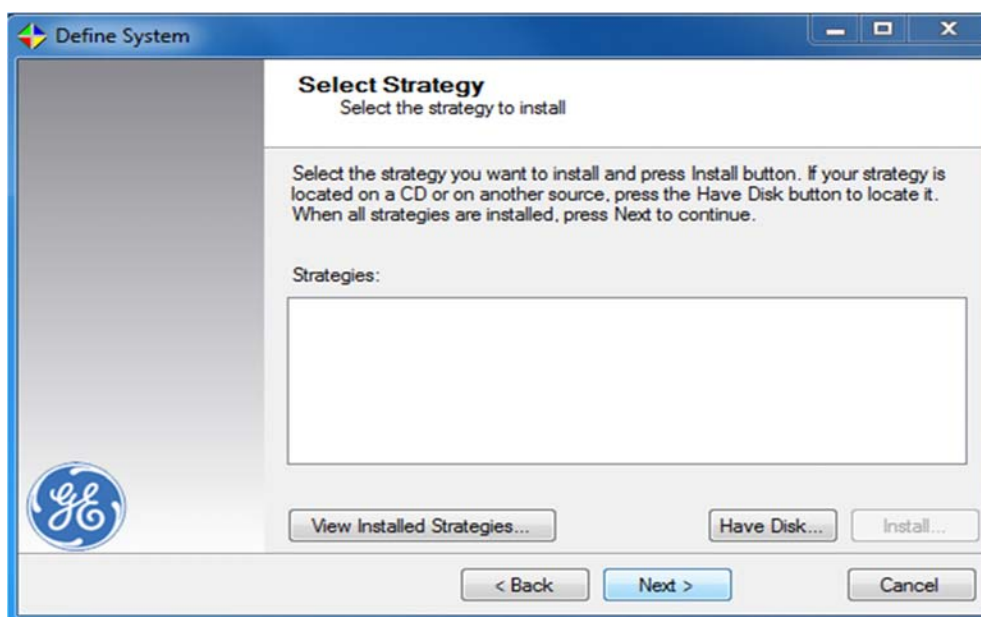 Define System
Select Strategy
Select the strategy to install
Select the strategy you want to install and press Install button. If your strategy is
located on a CD or on another source, press the Have Disk button to locate it.
When all strategies are installed, press Next to continue.
Strategies:
GE
View Installed Strategies...
Have Disk...
Install...
< Back
Next >
Cancel